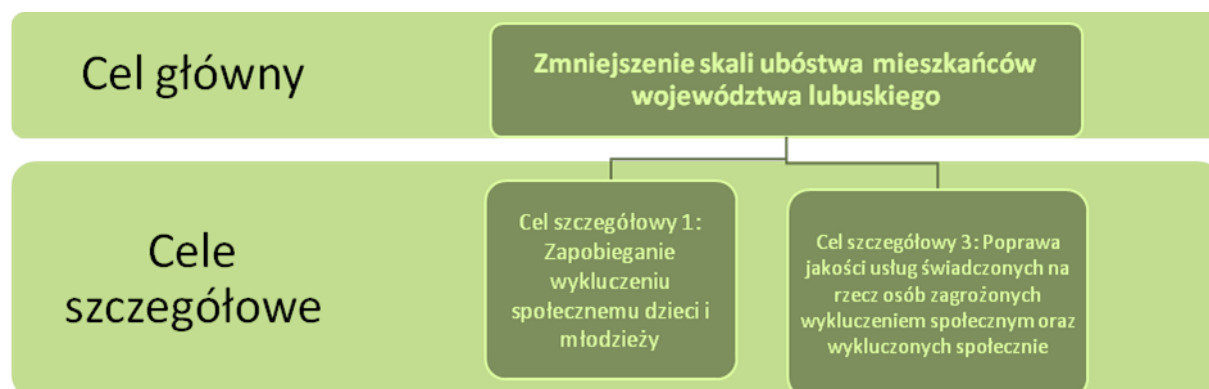 Cel główny
Zmniejszenie skali ubóstwa mieszkańców
województwa lubuskiego
Cele
szczegółowe
Cel szczegółowy 1:
Zapobieganie
wykluczeniu
społecznemu dzieci i
młodzieży
Cel szczegółowy 3: Poprawa
jakości usług świadczonych na
rzecz osób zagrożonych
wykluczeniem społecznym oraz
wykluczonych społecznie